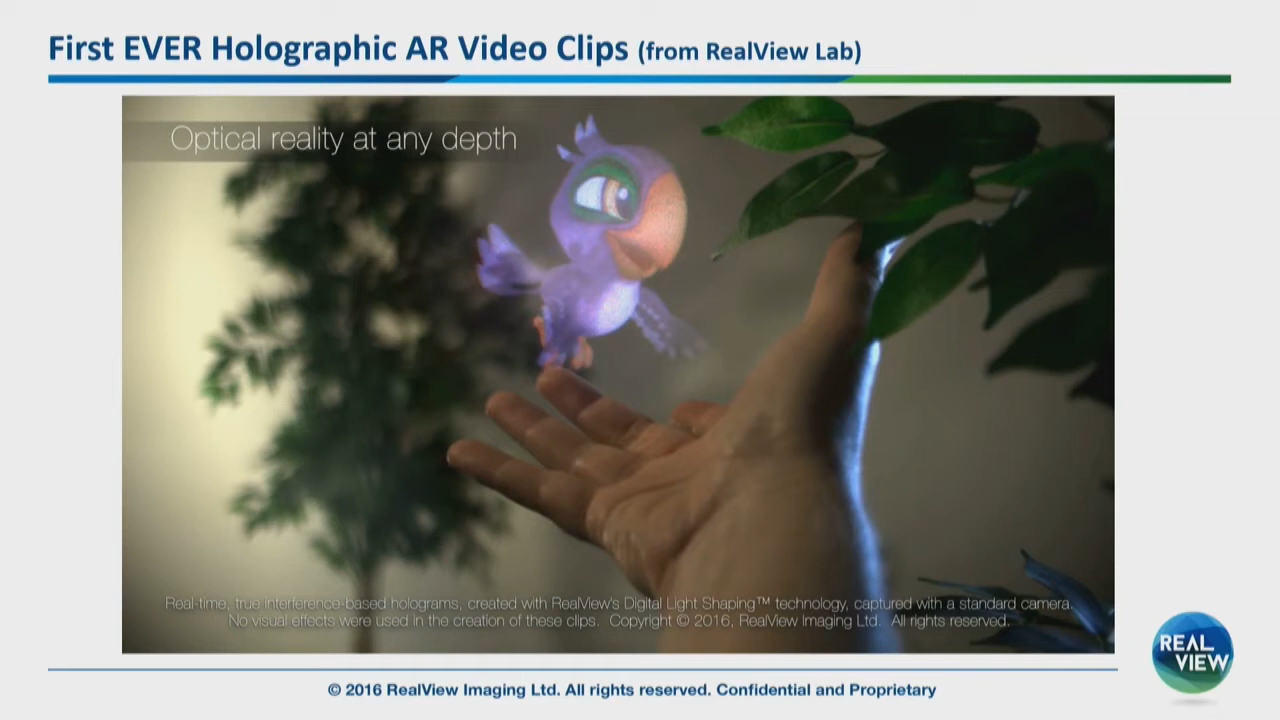 First EVER Holographic AR Video Clips (from RealView Lab)
Optical reality at any depth
Real-time, true interference-based holograms, created with RealView's Digital Light Shaping™ technology, captured with a standard camera.
No visual effects were used in the creation of these clips. Copyright © 2016, RealView Imaging Ltd. All rights reserved.
REAL
VIEW
© 2016 RealView Imaging Ltd. All rights reserved. Confidential and Proprietary